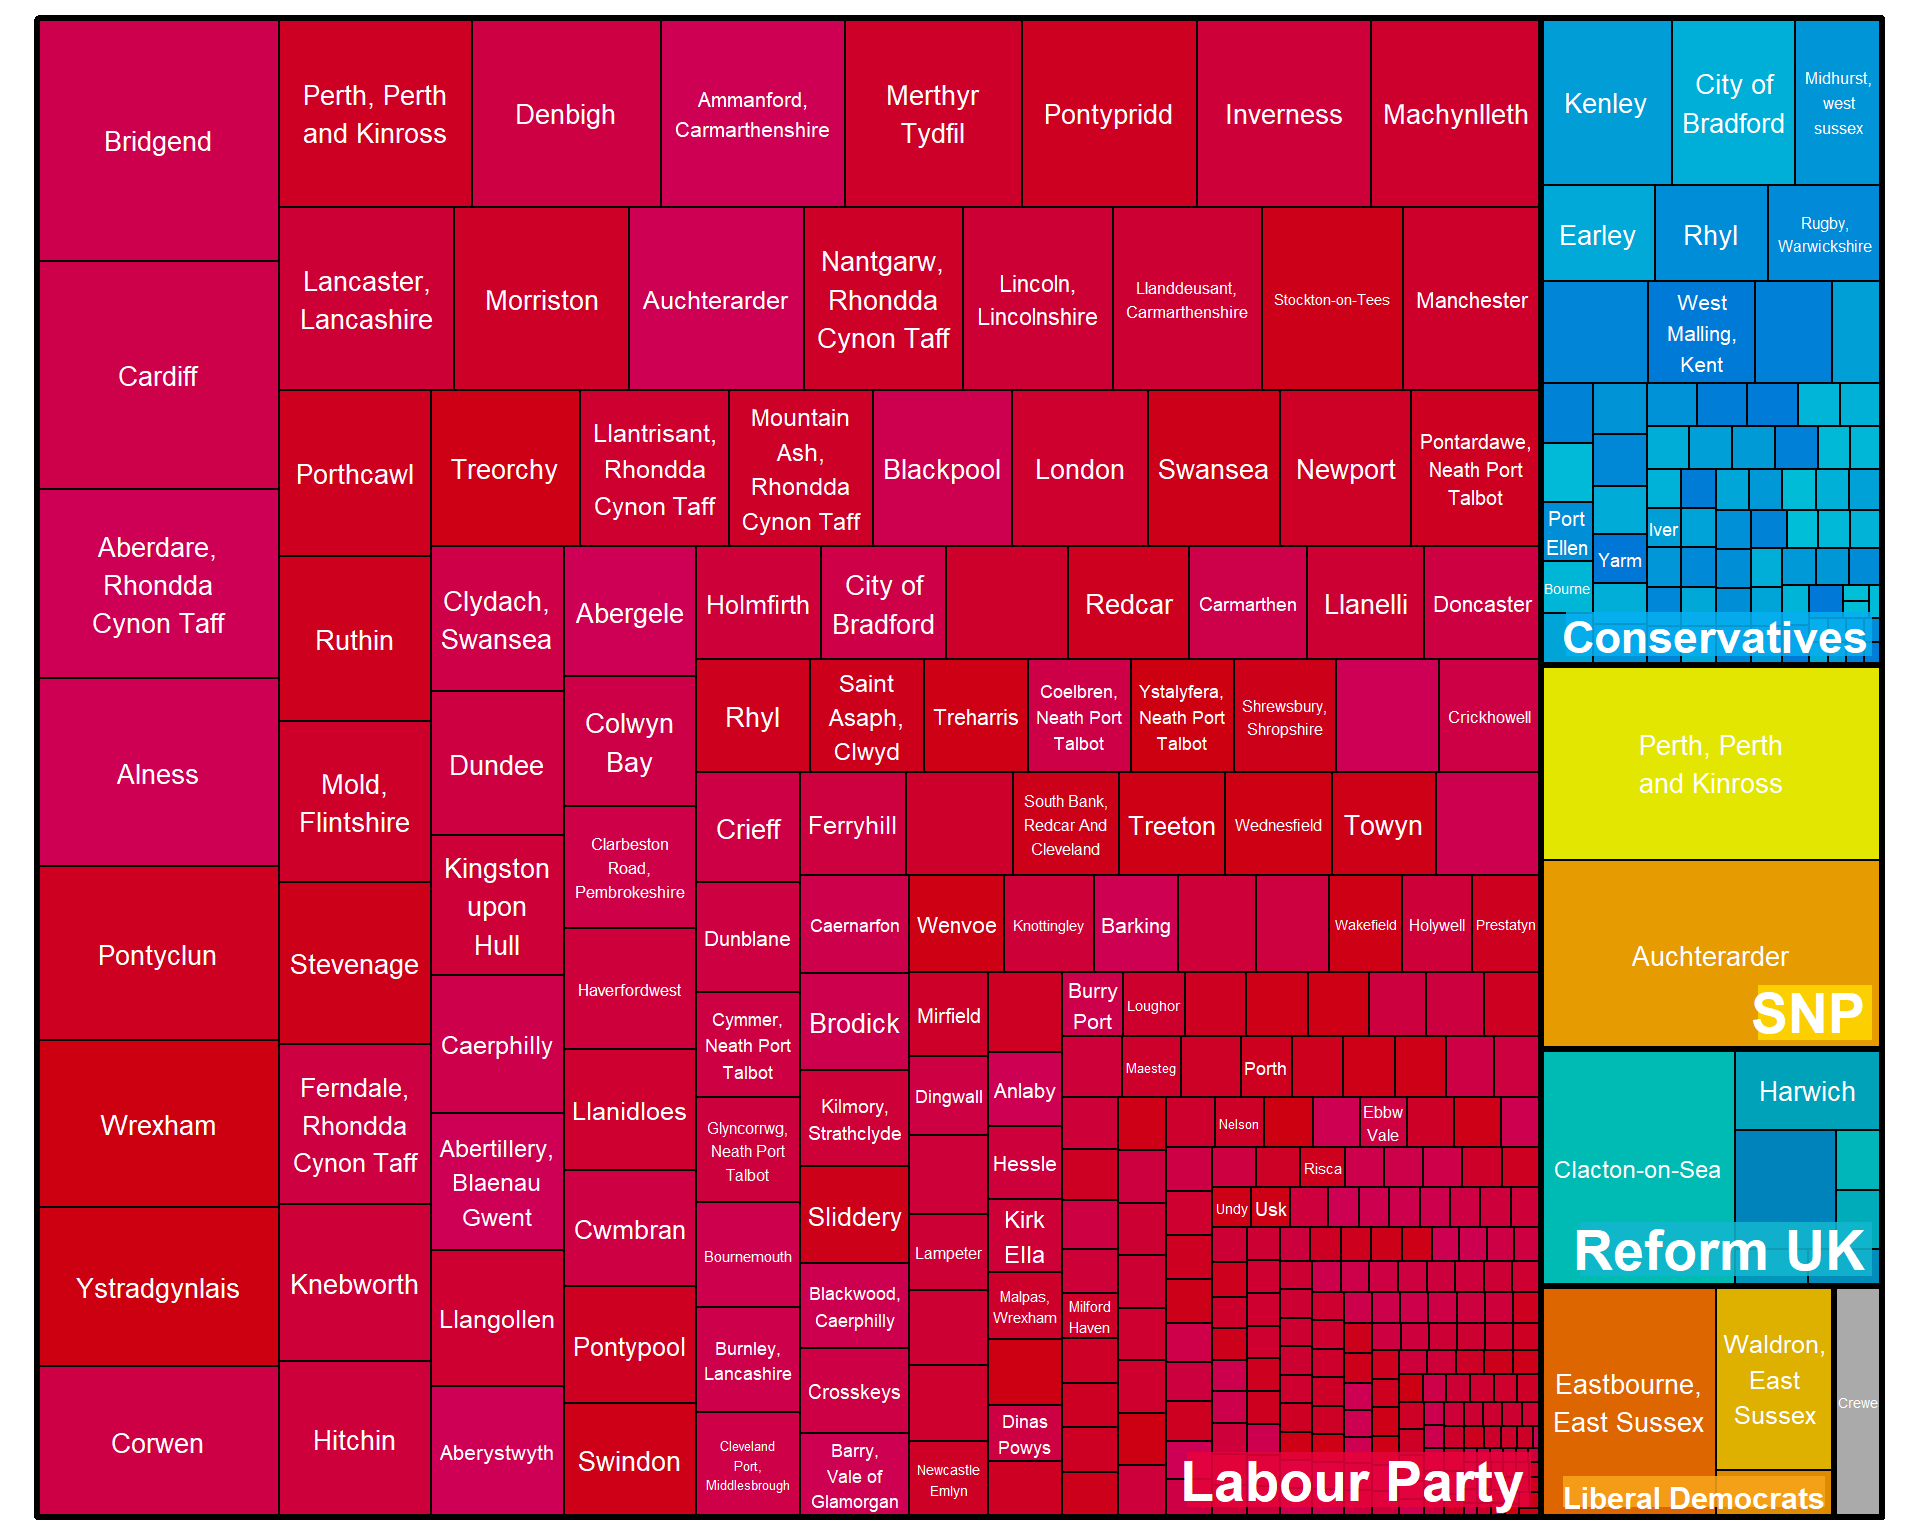 Bridgend
Cardiff
Aberdare,
Rhondda
Cynon Taff
Alness
Pontyclun
Wrexham
Ystradgynlais
Corwen
Perth, Perth
and Kinross
Denbigh
Ammanford,
Carmarthenshire
Merthyr
Tydfil
Pontypridd
Inverness
Machynlleth
Lancaster,
Lancashire
Morriston
Auchterarder
Nantgarw,
Rhondda
Cynon Taff
Lincoln,
Lincolnshire
Llanddeusant,
Carmarthenshire
Stockton-on-Tees
Manchester
Porthcawl
Ruthin
Mold,
Flintshire
Stevenage
Ferndale,
Rhondda
Cynon Taff
Knebworth
Hitchin
Treorchy
Llantrisant,
Rhondda
Cynon Taff
Mountain
Ash,
Rhondda
Cynon Taff
Blackpool
London
Swansea
Newport
Pontardawe,
Neath Port
Talbot
Clydach,
Swansea
Dundee
Kingston
upon
Hull
Caerphilly
Abertillery,
Blaenau
Gwent
Llangollen
Aberystwyth
Abergele
Colwyn
Bay
Clarbeston
Road,
Pembrokeshire
Haverfordwest
Llanidloes
Cwmbran
Pontypool
Swindon
Holmfirth
City of
Bradford
Redcar
Carmarthen
Llanelli
Doncaster
Rhyl
Saint
Asaph,
Clwyd
Treharris
Coelbren,
Neath Port
Talbot
Ystalyfera,
Neath Port
Talbot
Shrewsbury,
Shropshire
Crickhowell
Crieff
Dunblane
Cymmer,
Neath Port
Talbot
Glyncorrwg,
Neath Port
Talbot
Bournemouth
Burnley,
Lancashire
Cleveland
Port,
Middlesbrough
Ferryhill
South Bank,
Redcar And
Cleveland
Treeton
Wednesfield
Towyn
Caernarfon
Brodick
Kilmory,
Strathclyde
Sliddery
Blackwood,
Caerphilly
Crosskeys
Barry,
Vale of
Glamorgan
Wenvoe
Knottingley
Barking
Wakefield
Holywell
Prestatyn
Mirfield
Dingwall
Lampeter
Newcastle
Emlyn
Anlaby
Hessle
Kirk
Ella
Malpas,
Wrexham
Dinas
Powys
Burry
Port
Loughor
Maesteg
Porth
Milford
Haven
Nelson
Ebbw
Vale
Risca
Undy
Usk
Labour Party
Kenley
City of
Bradford
Midhurst,
west
sussex
Earley
Rhyl
Rugby,
Warwickshire
West
Malling,
Kent
Port
Ellen
Bourne
Yarm
Iver
Conservatives
Perth, Perth
and Kinross
Auchterarder
SNP
Clacton-on-Sea
Harwich
Reform UK
Eastbourne,
East Sussex
Waldron,
East
Sussex
Liberal Democrats
Crewe